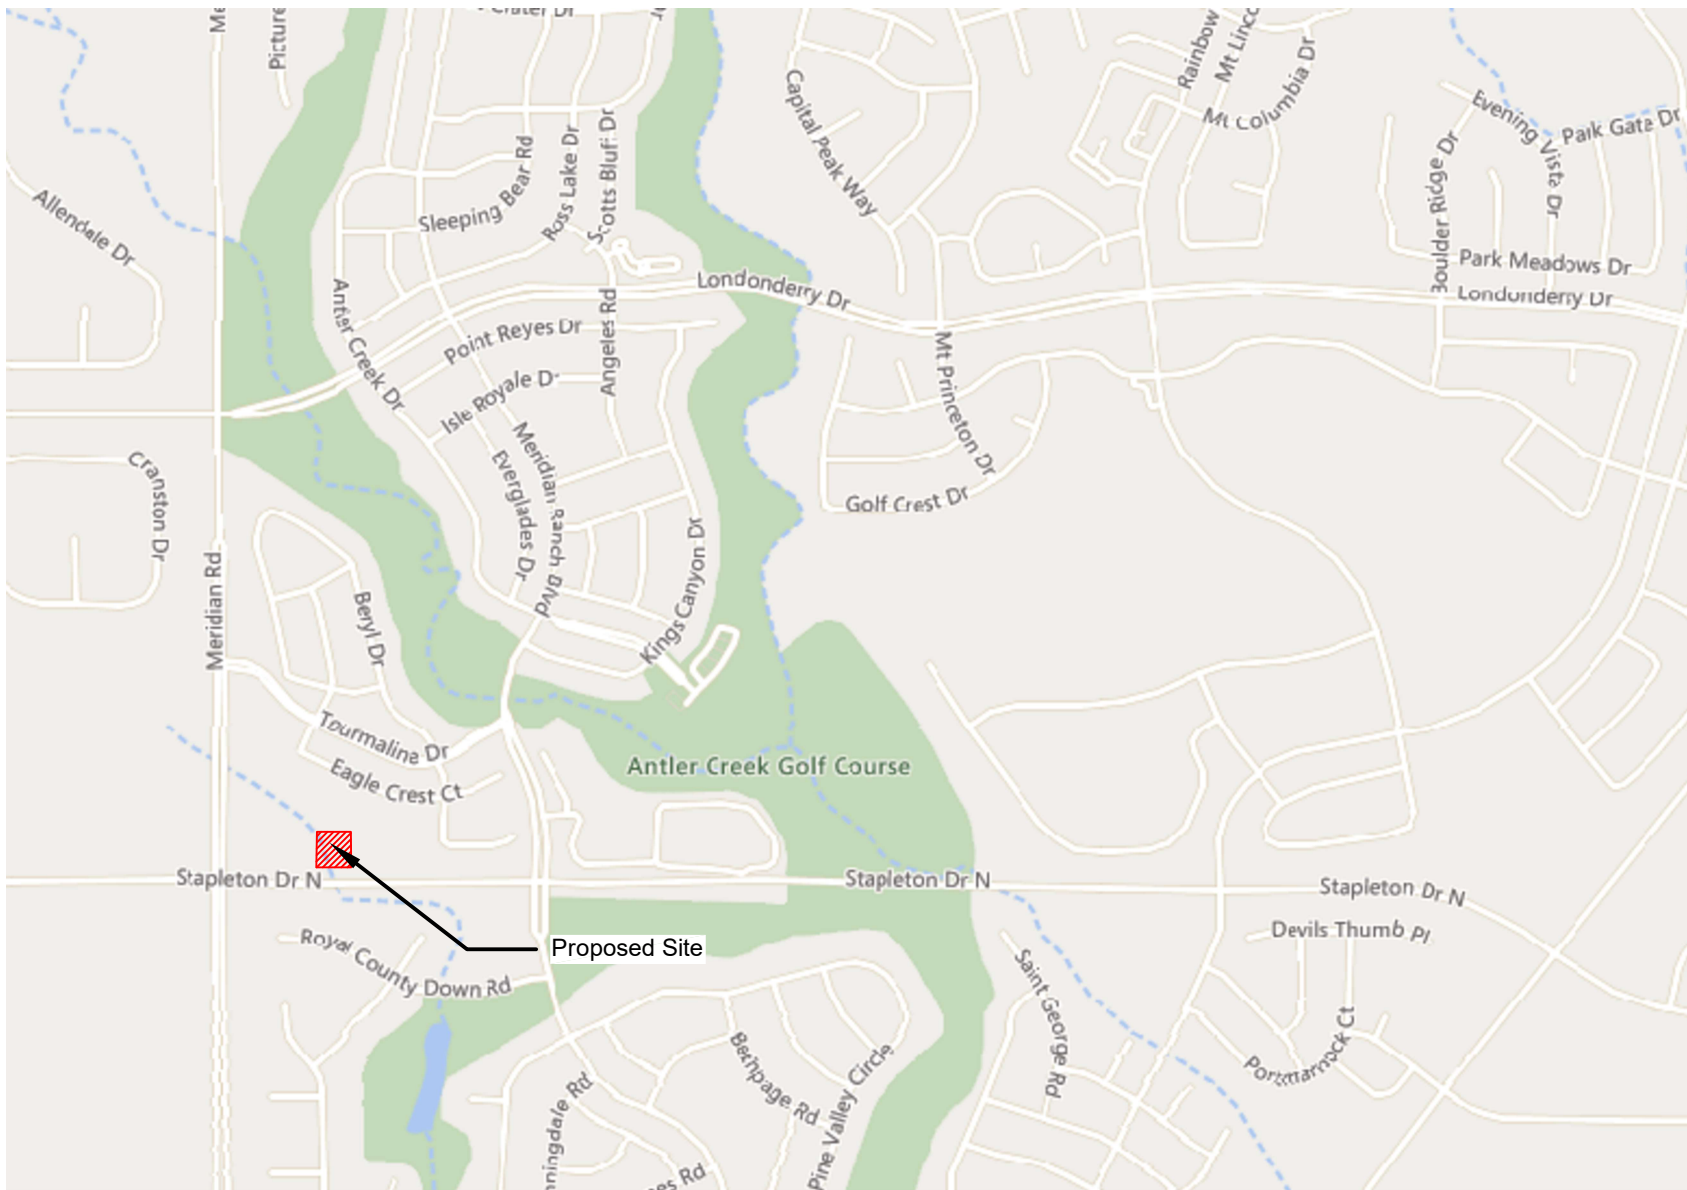 Crater Dr
Rainbow
Mt Columbia Dr
Capital Peak Way
Evening Vista Dr
Park Gate Dr
Boulder Ridge Dr
Sleeping Bear Rd
Ross Lake Dr
Scotts Bluff Dr
Allendale Dr
Park Meadows Dr
Londonderry Dr
Londonderry Dr
Antler Creek Dr
Point Reyes Dr
Angeles Rd
Isle Royale Dr
Mt Princeton Dr
Meridian Ranch Blvd
Everglades Dr
Cranston Dr
Golf Crest Dr
Kings Canyon Dr
Meridian Rd
Beryl Dr
Tourmaline Dr
Eagle Crest Ct
Antler Creek Golf Course
Stapleton Dr N
Stapleton Dr N
Stapleton Dr N
Proposed Site
Royal County Down Rd
Devils Thumb Pl
Saint George Rd
Portmarnock Ct
Bethpage Rd
Pine Valley Circle